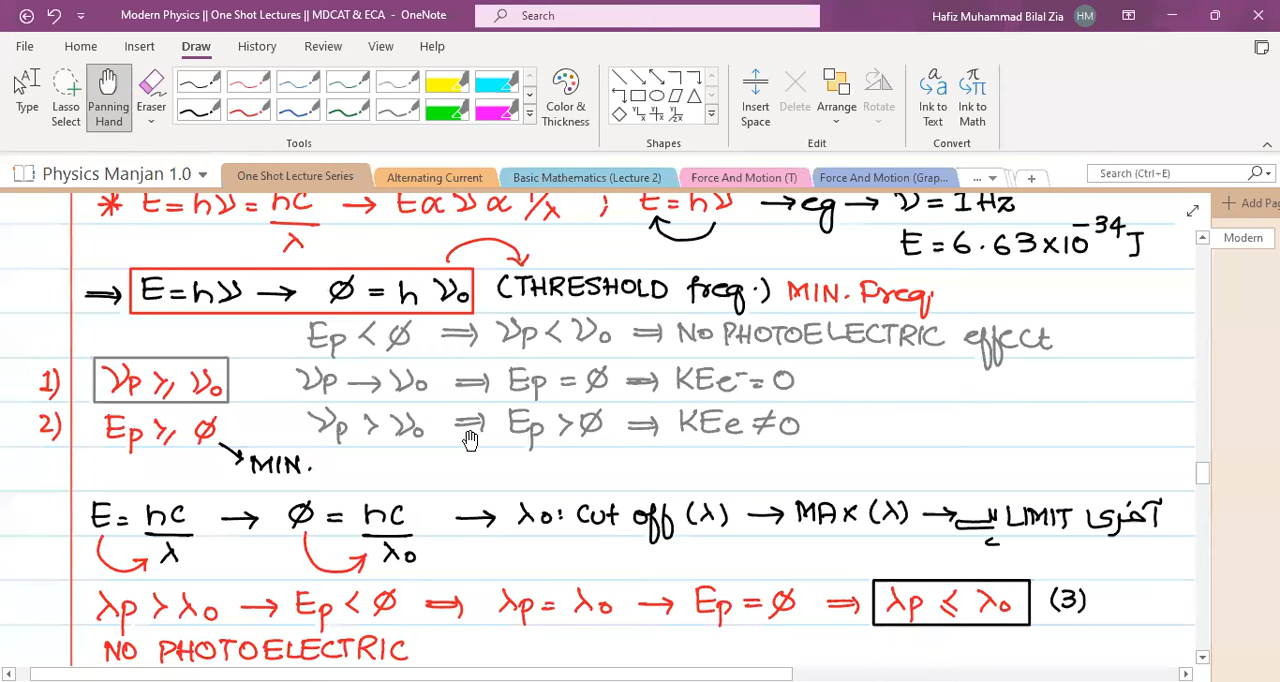 Modern Physics || One Shot Lectures || MDCAT & ECA - OneNote
Search
Hafiz Muhammad Bilal Zia HM
File Home Insert Draw History Review View Help
Type
Lasso Select
Panning Hand
Eraser
Color & Thickness
Insert Space
Delete
Arrange
Rotate
Ink to Text
Ink to Math
Tools Shapes Edit Convert
Physics Manjan 1.0
One Shot Lecture Series
Alternating Current
Basic Mathematics (Lecture 2)
Force And Motion (T)
Force And Motion (Grap...
...
Search (Ctrl+E)
Add Pag
Modern
* E = hν = hc/λ → E α ν α 1/λ ; E = hν → eg → ν = 1 Hz
E = 6.63×10⁻³⁴ J
⇒ E = hν → Ø = h ν₀ (THRESHOLD freq.) MIN. Freq.
Ep < Ø ⇒ νp < ν₀ ⇒ NO PHOTOELECTRIC effect
1) νp ⩾ ν₀ νp → ν₀ ⇒ Ep = Ø ⇒ KEe⁻ = 0
2) Ep ⩾ Ø νp > ν₀ ⇒ Ep > Ø ⇒ KEe ≠ 0
MIN.
E = hc/λ → Ø = hc/λ₀ → λ₀: Cut off (λ) → MAX (λ) → LIMIT آخری
λp > λ₀ → Ep < Ø ⇒ λp = λ₀ → Ep = Ø ⇒ λp ⩽ λ₀ (3)
NO PHOTOELECTRIC